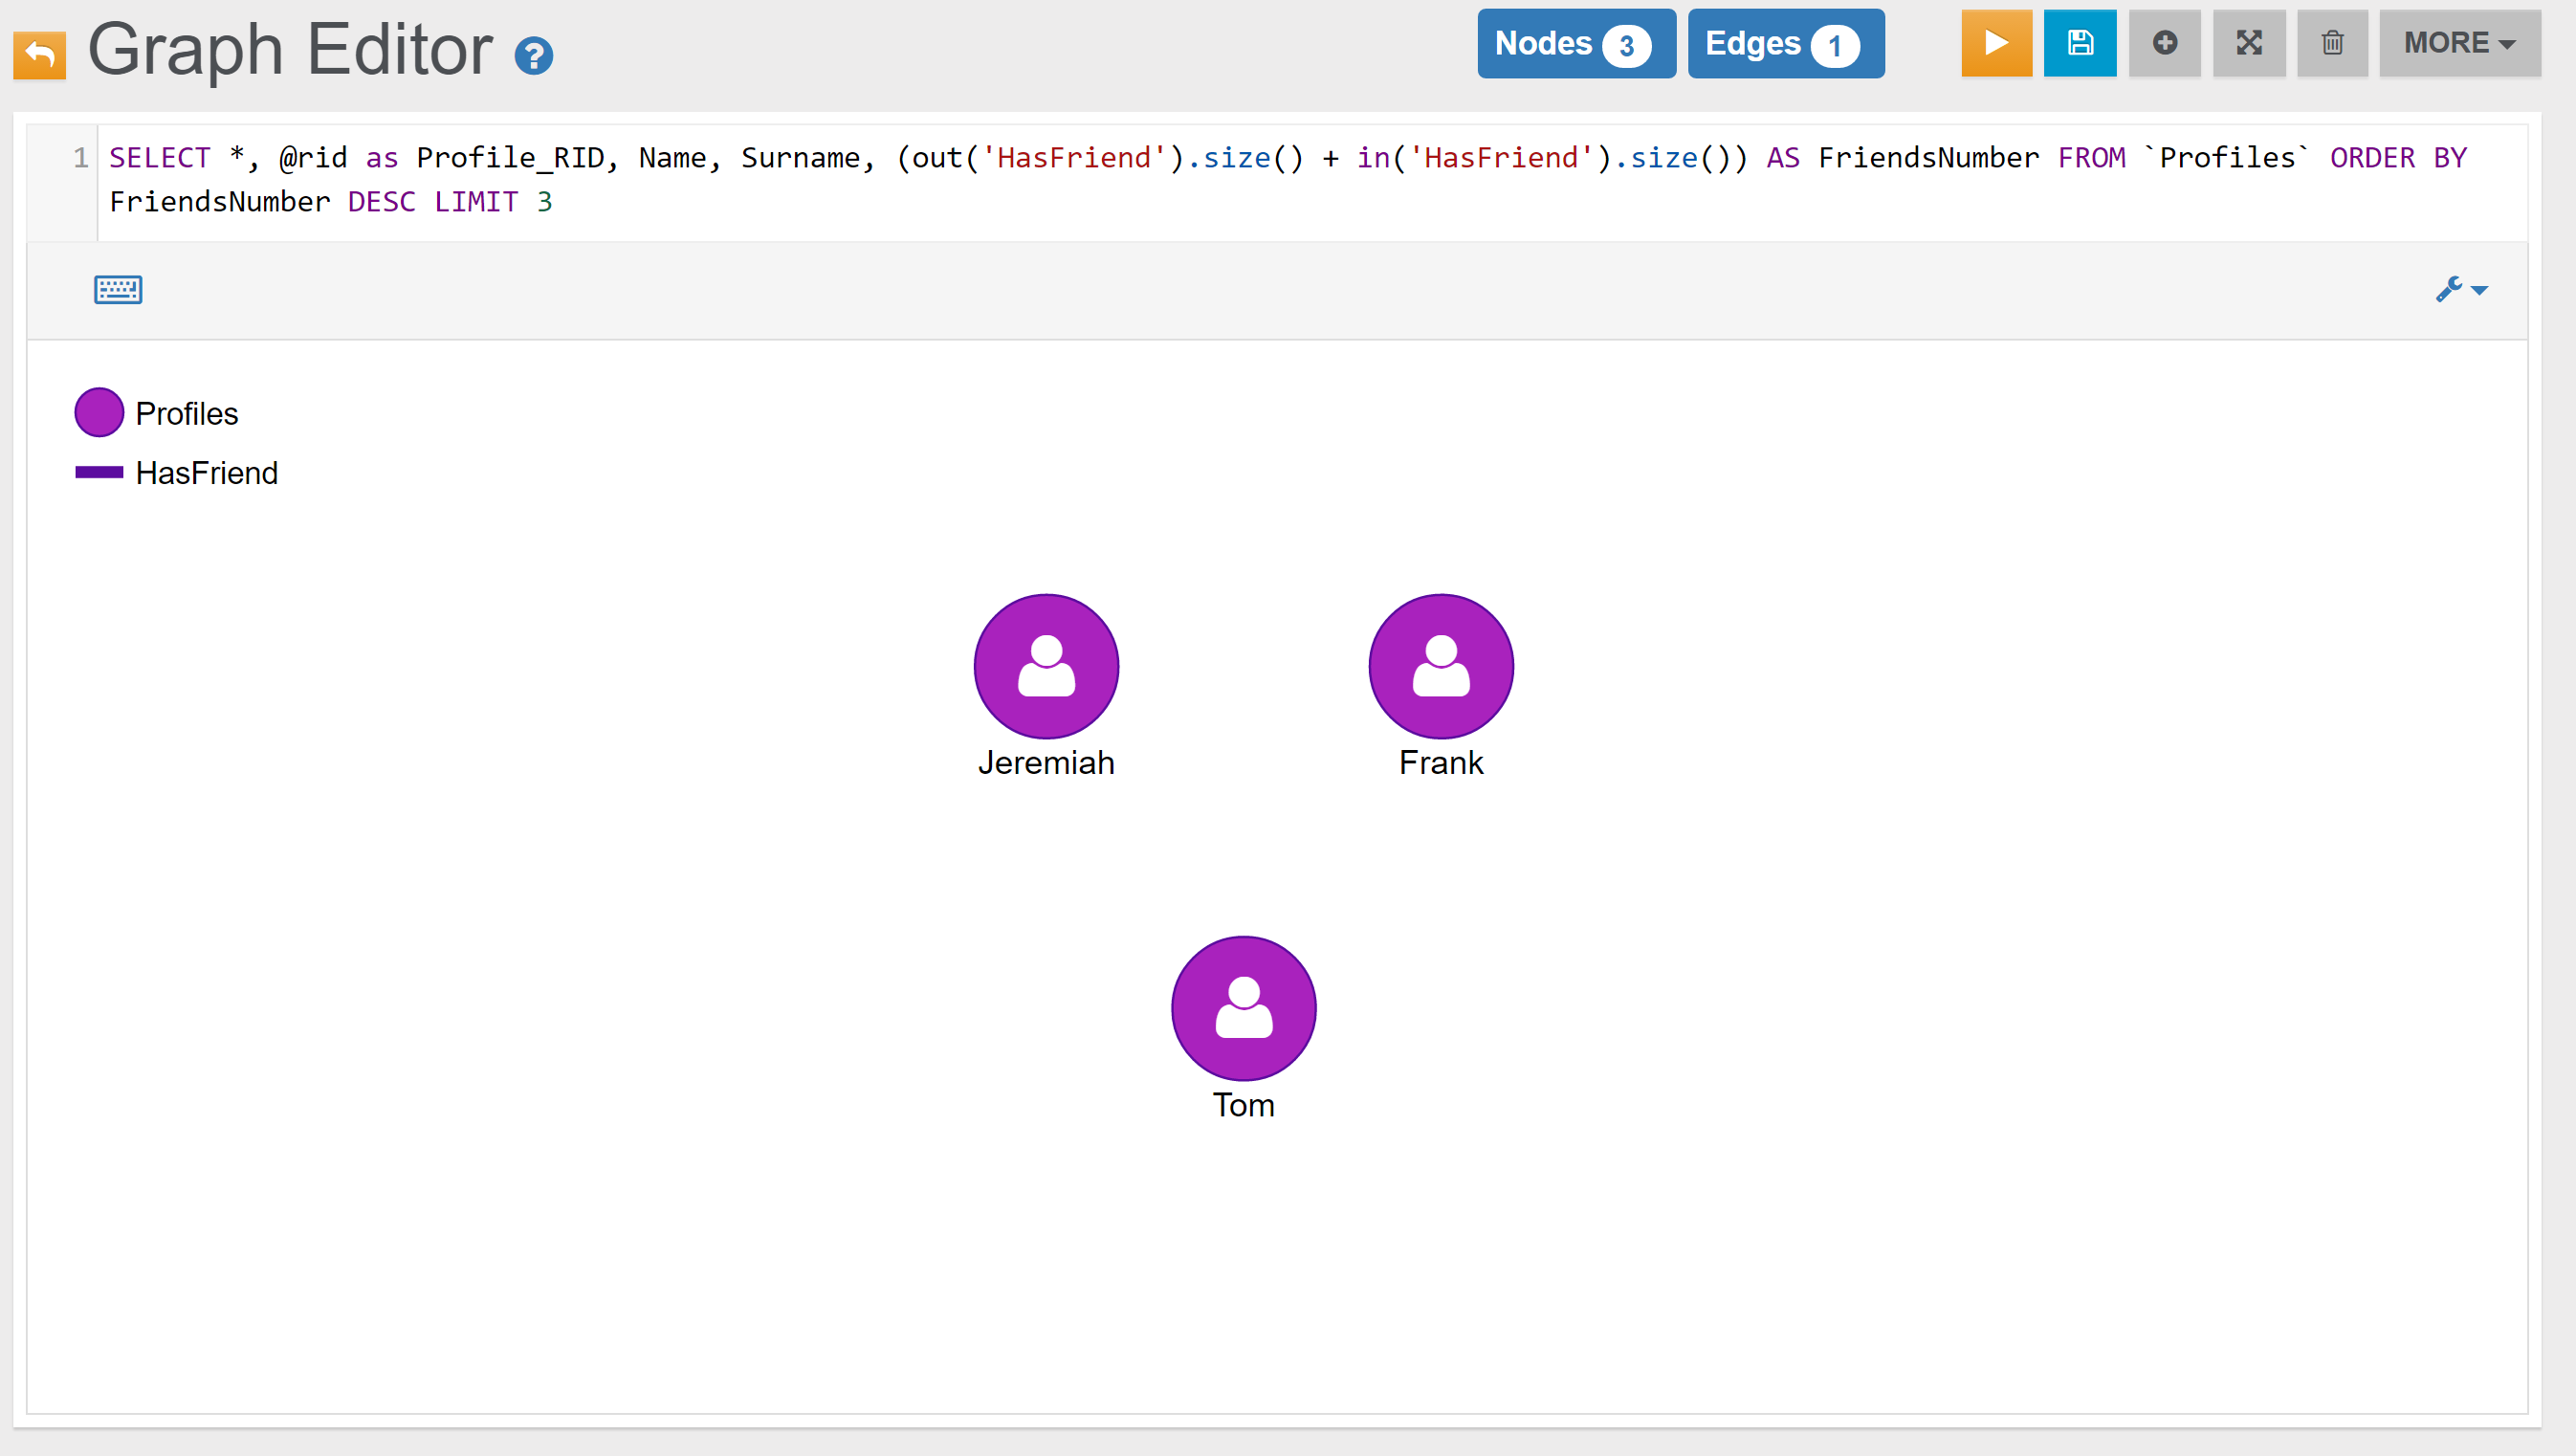 Graph Editor ?
Nodes 3 Edges 1 MORE
1 SELECT *, @rid as Profile_RID, Name, Surname, (out('HasFriend').size() + in('HasFriend').size()) AS FriendsNumber FROM `Profiles` ORDER BY
FriendsNumber DESC LIMIT 3
Profiles
HasFriend
Jeremiah Frank
Tom